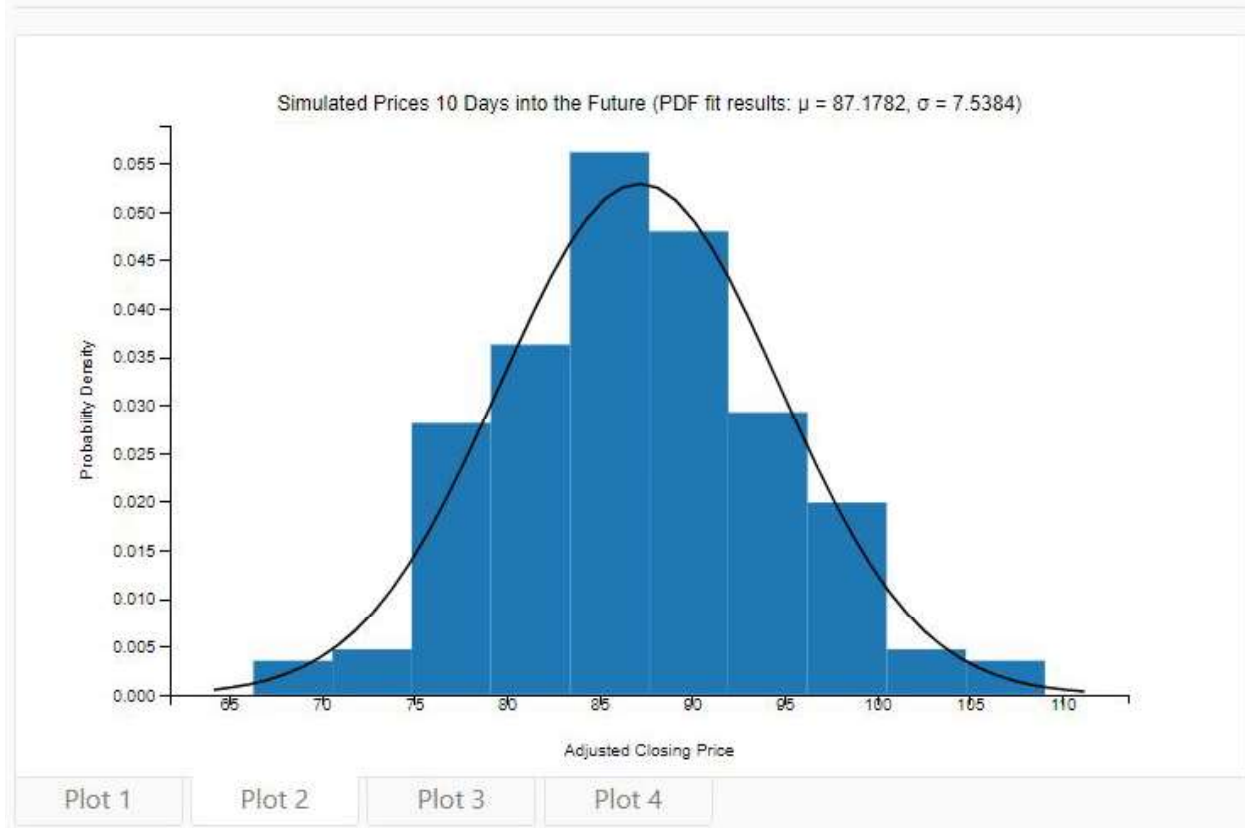 Simulated Prices 10 Days into the Future (PDF fit results: μ = 87.1782, σ = 7.5384)
0.055
0.050
0.045
0.040
0.035
0.030
0.025
0.020
0.015
0.010
0.005
0.000
Probability Density
65 70 75 80 85 90 95 100 105 110
Adjusted Closing Price
Plot 1 Plot 2 Plot 3 Plot 4